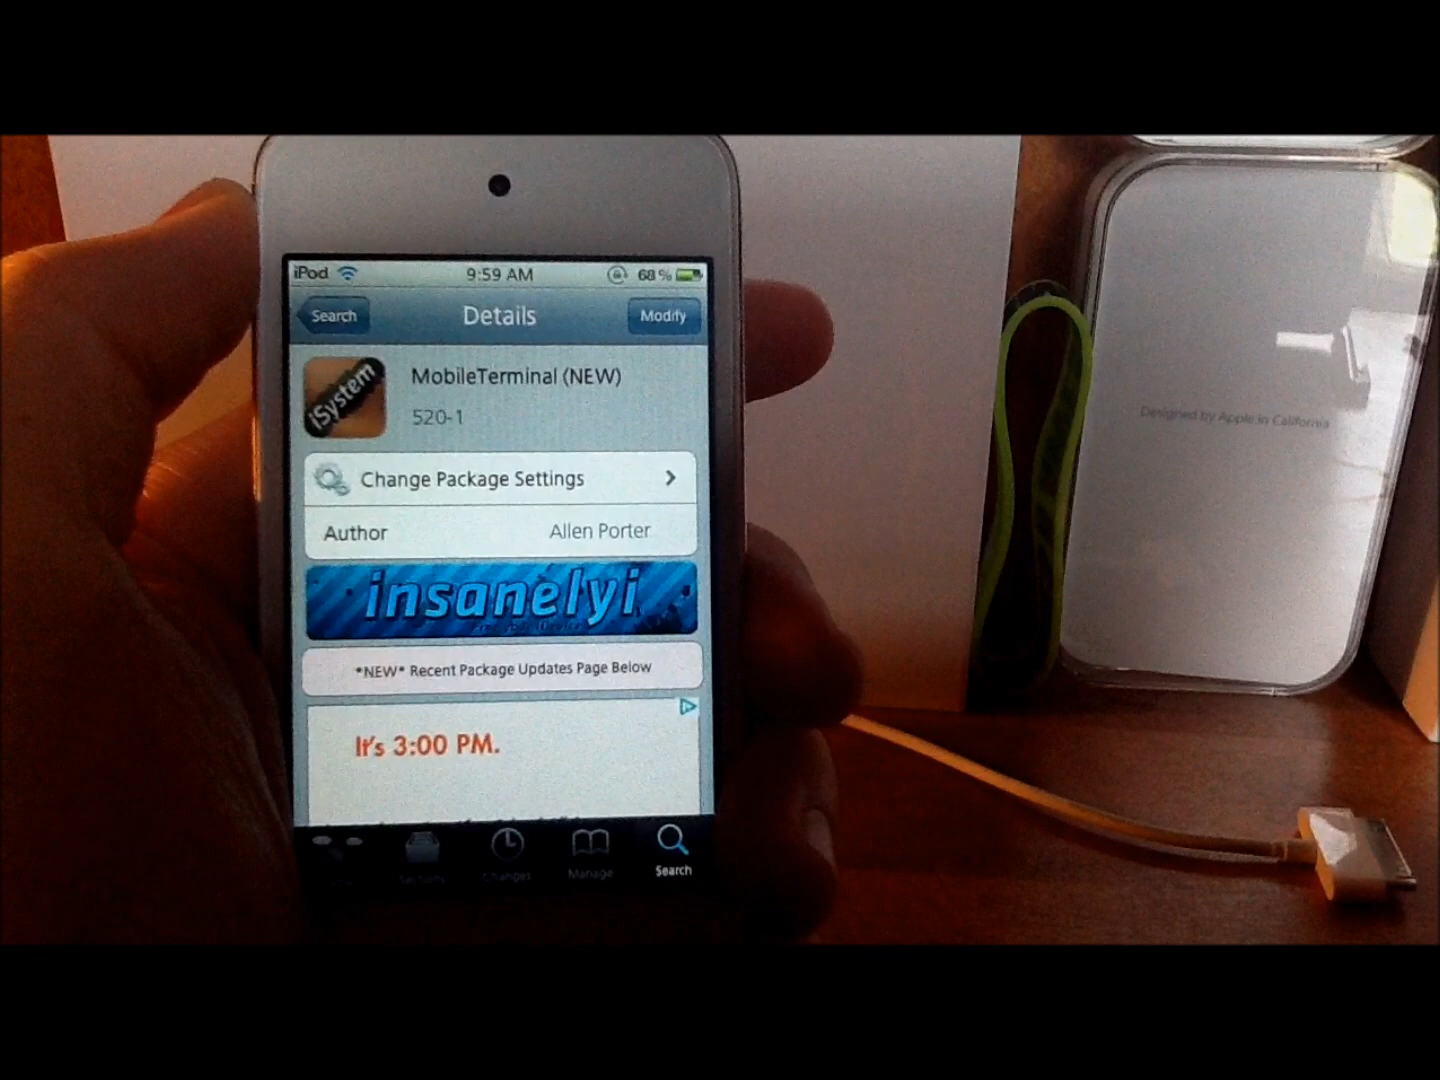 iPod 9:59 AM 68%
Search Details Modify
iSystem
MobileTerminal (NEW)
520-1
Change Package Settings
Author Allen Porter
insanelyi
*NEW* Recent Package Updates Page Below
It's 3:00 PM.
Sections Changes Manage Search
Designed by Apple in California